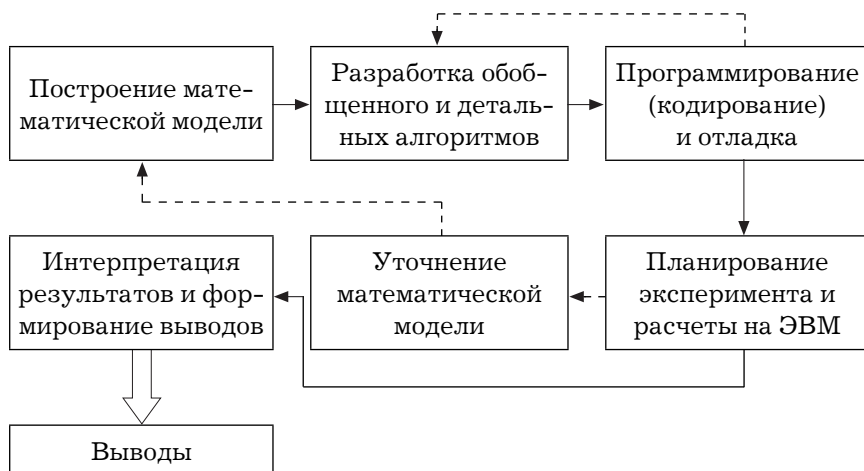 Построение мате-
матической модели
Разработка обоб-
щенного и деталь-
ных алгоритмов
Программирование
(кодирование)
и отладка
Интерпретация
результатов и фор-
мирование выводов
Уточнение
математической
модели
Планирование
эксперимента и
расчеты на ЭВМ
Выводы